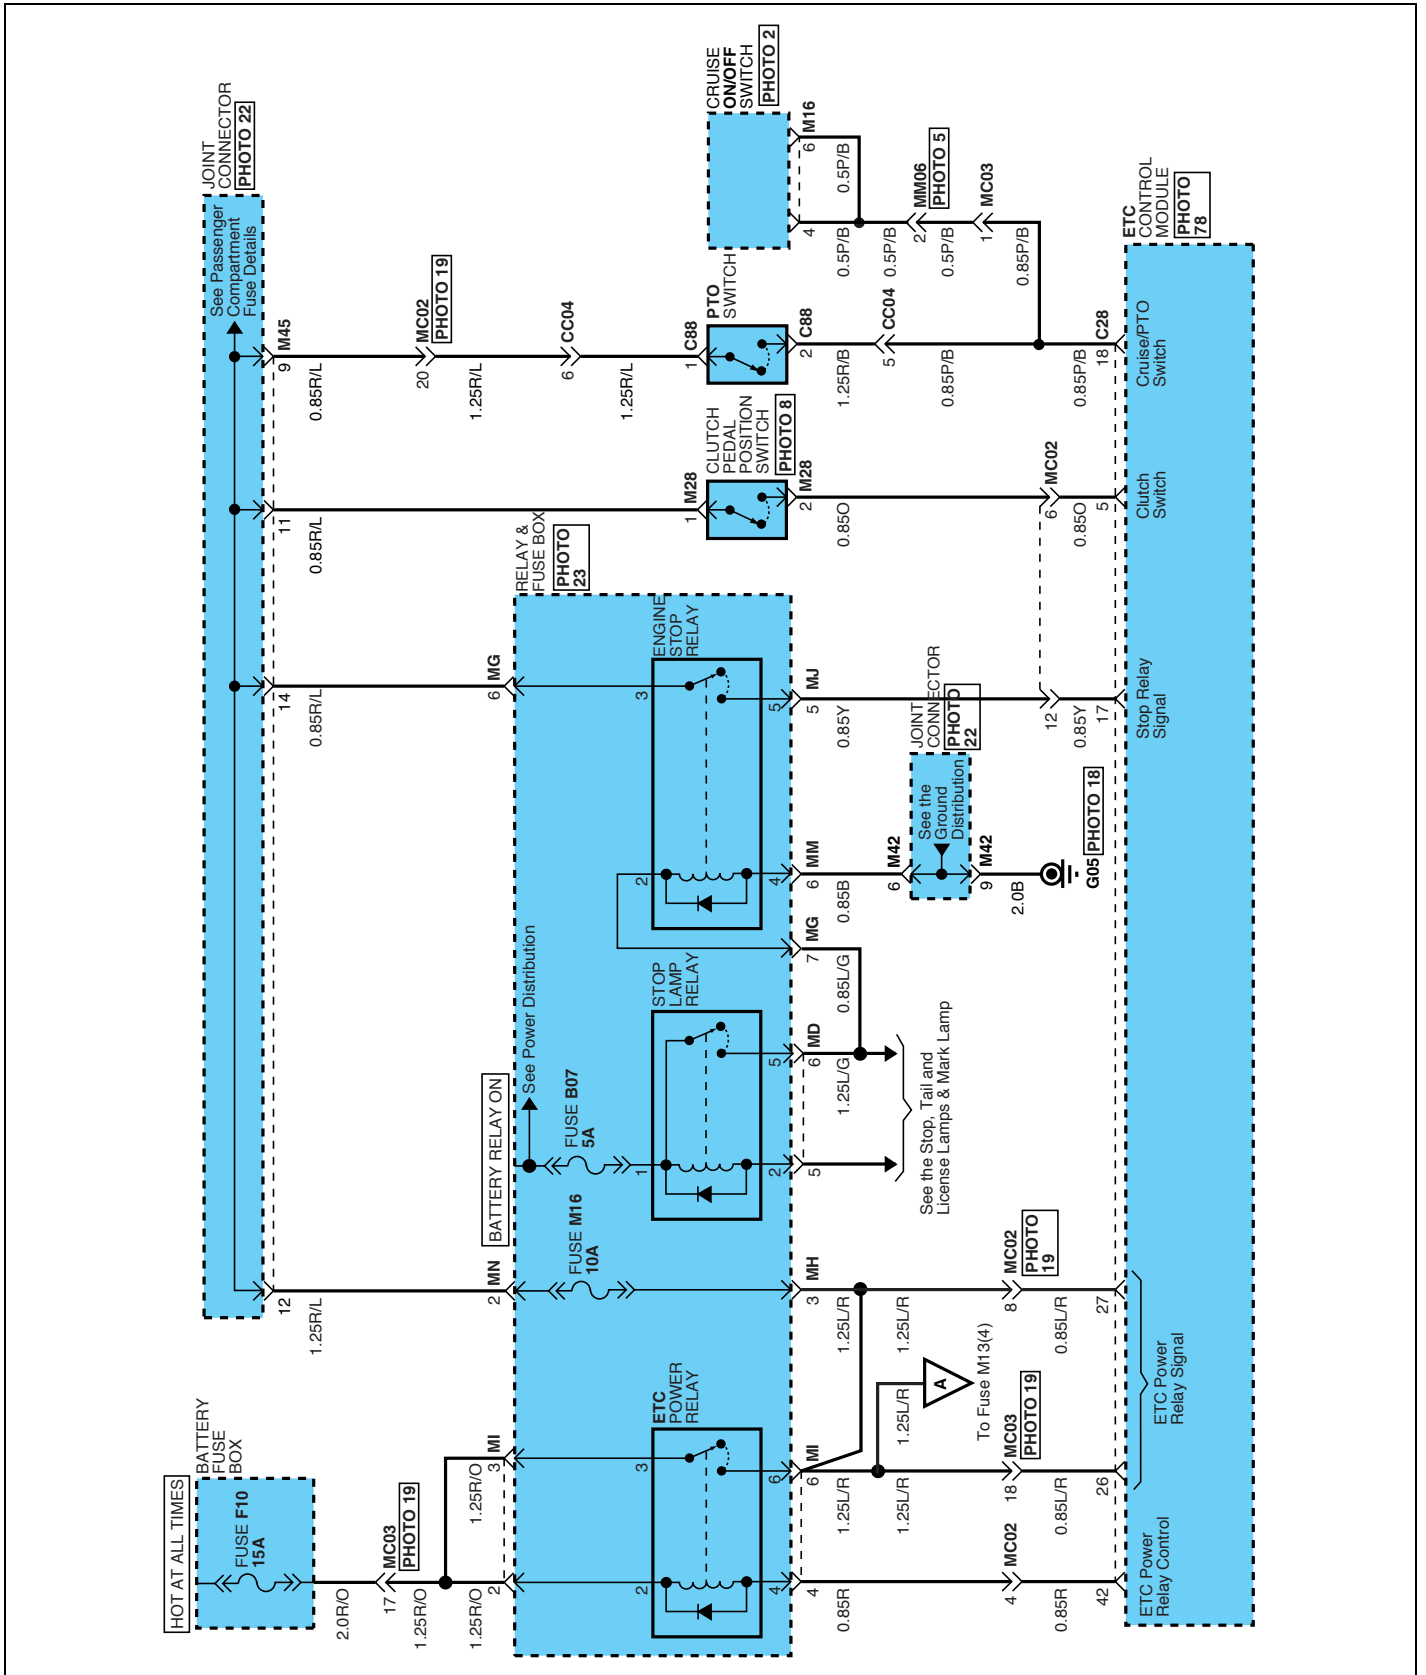 HOT AT ALL TIMES
BATTERY
FUSE
BOX
FUSE F10
15A
2.0R/O
17
MC03
PHOTO 19
1.25R/O
1.25R/O
1.25R/O
2
3
MI
JOINT
CONNECTOR
PHOTO 22
See Passenger
Compartment
Fuse Details
12
1.25R/L
2
MN
14
0.85R/L
6
MG
11
0.85R/L
1
M28
9
M45
0.85R/L
20
MC02
PHOTO 19
1.25R/L
6
CC04
1.25R/L
1
C88
BATTERY RELAY ON
See Power Distribution
RELAY &
FUSE BOX
PHOTO
23
FUSE M16
10A
FUSE B07
5A
ETC
POWER
RELAY
2
3
4
6
STOP
LAMP
RELAY
1
2
5
ENGINE
STOP
RELAY
2
3
4
5
CLUTCH
PEDAL
POSITION
SWITCH
PHOTO 8
2
M28
0.85O
6
MC02
0.85O
5
PTO
SWITCH
2
C88
1.25R/B
5
CC04
0.85P/B
0.85P/B
18
C28
CRUISE
ON/OFF
SWITCH
PHOTO 2
4
6
M16
0.5P/B
0.5P/B
0.5P/B
2
MM06
PHOTO 5
0.5P/B
1
MC03
0.85P/B
4
0.85R
4
MC02
0.85R
42
6
MI
1.25L/R
1.25L/R
1.25L/R
A
To Fuse M13(4)
18
MC03
PHOTO 19
0.85L/R
26
3
MH
1.25L/R
1.25L/R
8
MC02
PHOTO
19
0.85L/R
27
5
6
MD
1.25L/G
7
MG
0.85L/G
See the Stop, Tail and
License Lamps & Mark Lamp
6
MM
0.85B
6
M42
JOINT
CONNECTOR
PHOTO
22
See the
Ground
Distribution
9
M42
2.0B
G05
PHOTO 18
5
MJ
0.85Y
12
0.85Y
17
ETC
CONTROL
MODULE
PHOTO
78
ETC Power
Relay Control
ETC Power
Relay Signal
Stop Relay
Signal
Clutch
Switch
Cruise/PTO
Switch